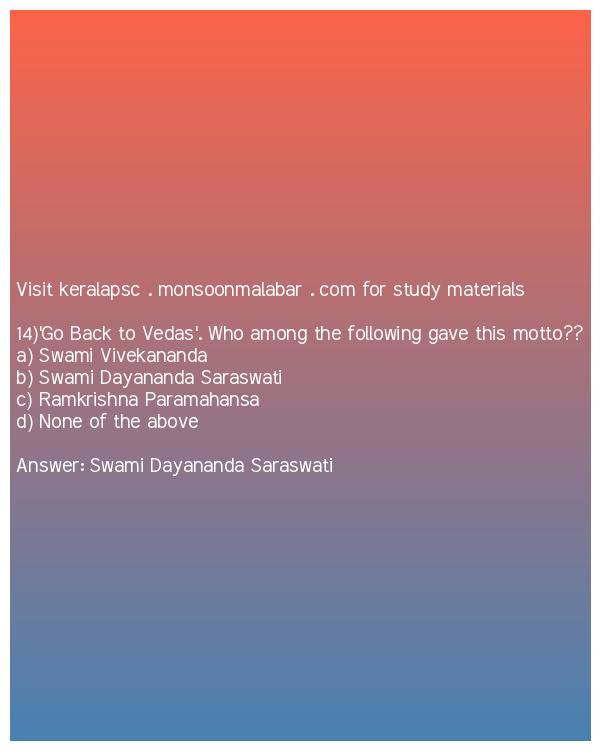 Visit keralapsc . monsoonmalabar . com for study materials
14)'Go Back to Vedas'. Who among the following gave this motto??
a) Swami Vivekananda
b) Swami Dayananda Saraswati
c) Ramkrishna Paramahansa
d) None of the above
Answer: Swami Dayananda Saraswati